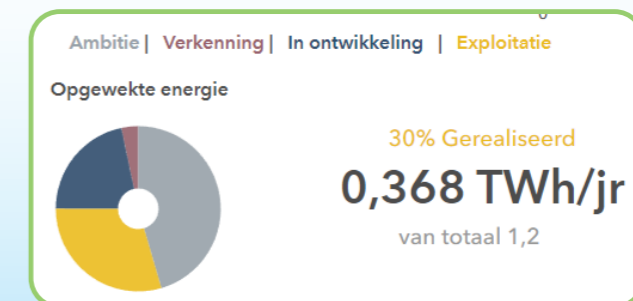 Ambitie | Verkenning | In ontwikkeling | Exploitatie
Opgewekte energie
30% Gerealiseerd
0,368 TWh/jr
van totaal 1,2